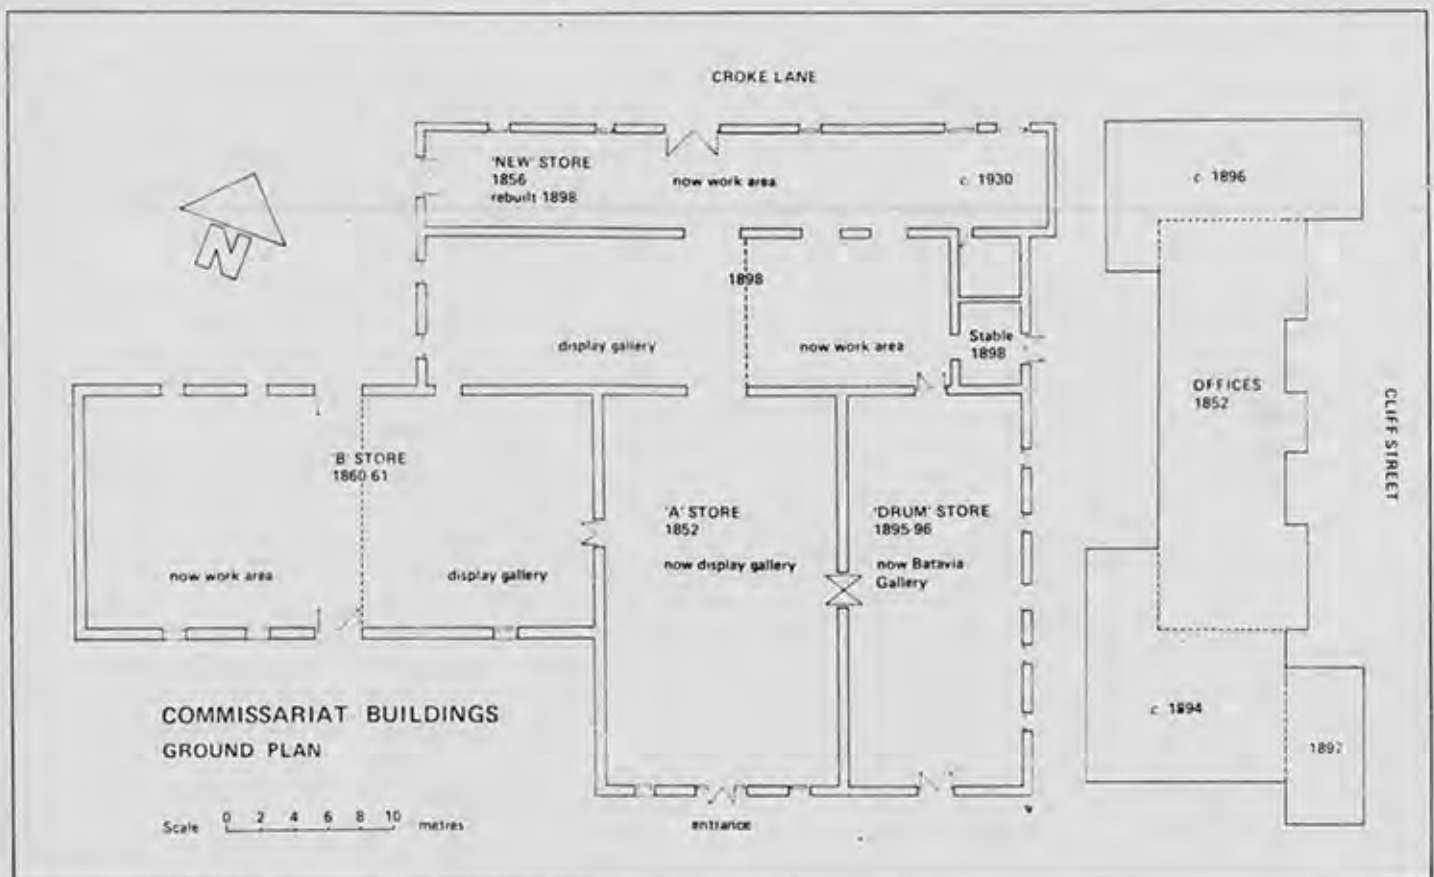 CROKE LANE
'NEW' STORE
1856
rebuilt 1898
now work area
c 1930
c 1896
N
1898
display gallery
now work area
Stable
1898
OFFICES
1852
CLIFF STREET
'B' STORE
1860-61
'A' STORE
1852
'DRUM' STORE
1895-96
now work area
display gallery
now display gallery
now Batavia
Gallery
COMMISSARIAT BUILDINGS
GROUND PLAN
c 1894
Scale 0 2 4 6 8 10 metres
entrance